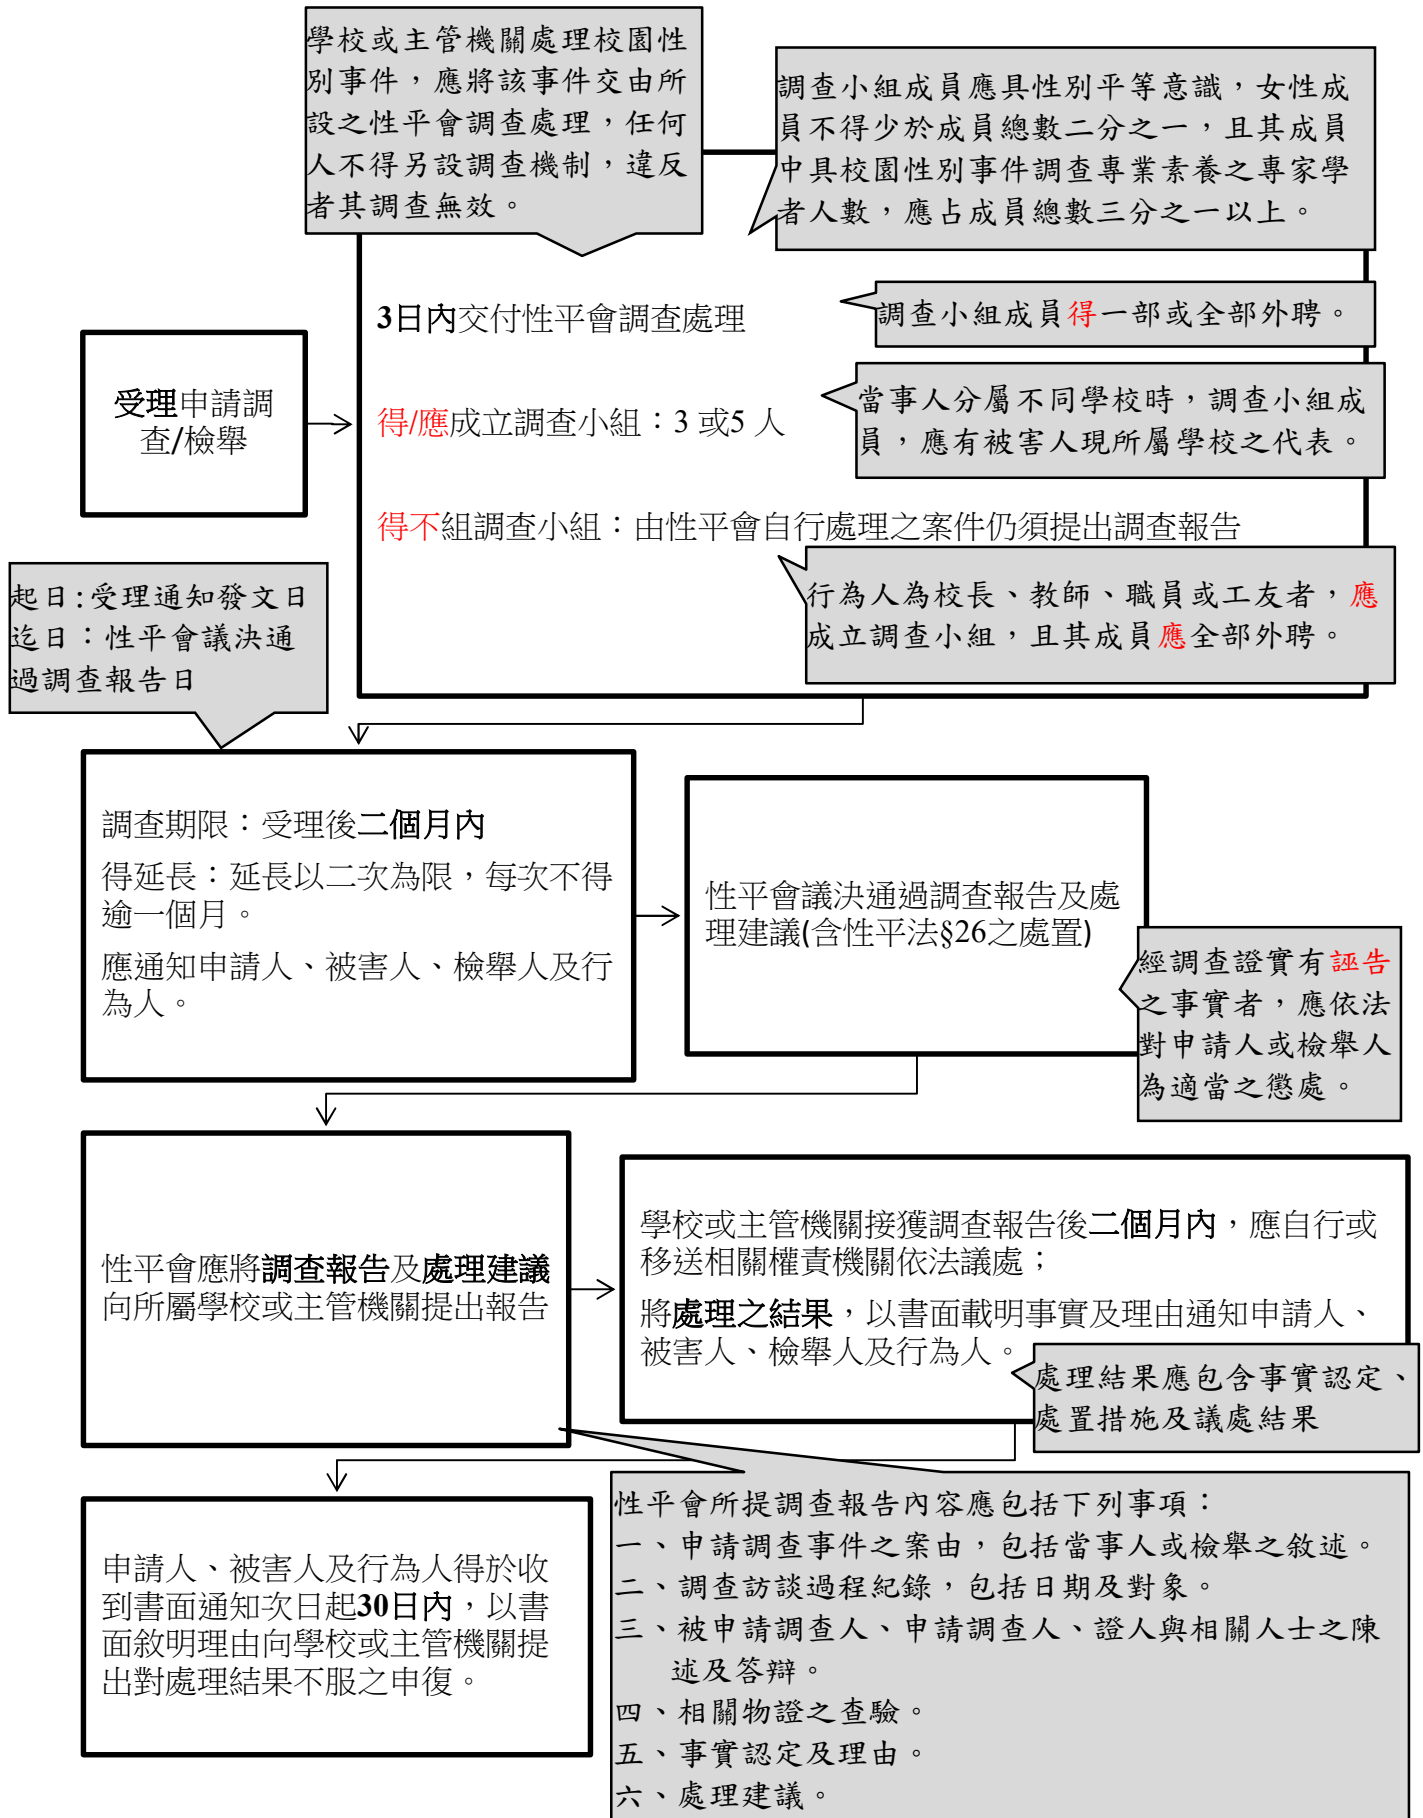 學校或主管機關處理校園性
別事件，應將該事件交由所
設之性平會調查處理，任何
人不得另設調查機制，違反
者其調查無效。
調查小組成員應具性別平等意識，女性成
員不得少於成員總數二分之一，且其成員
中具校園性別事件調查專業素養之專家學
者人數，應占成員總數三分之一以上。
3日內交付性平會調查處理
調查小組成員得一部或全部外聘。
受理申請調
查/檢舉
得/應成立調查小組：3 或5 人
當事人分屬不同學校時，調查小組成
員，應有被害人現所屬學校之代表。
得不組調查小組：由性平會自行處理之案件仍須提出調查報告
行為人為校長、教師、職員或工友者，應
成立調查小組，且其成員應全部外聘。
起日:受理通知發文日
迄日：性平會議決通
過調查報告日
調查期限：受理後二個月內
得延長：延長以二次為限，每次不得
逾一個月。
應通知申請人、被害人、檢舉人及行
為人。
性平會議決通過調查報告及處
理建議(含性平法§26之處置)
經調查證實有誣告
之事實者，應依法
對申請人或檢舉人
為適當之懲處。
性平會應將調查報告及處理建議
向所屬學校或主管機關提出報告
學校或主管機關接獲調查報告後二個月內，應自行或
移送相關權責機關依法議處；
將處理之結果，以書面載明事實及理由通知申請人、
被害人、檢舉人及行為人。
處理結果應包含事實認定、
處置措施及議處結果
申請人、被害人及行為人得於收
到書面通知次日起30日內，以書
面敘明理由向學校或主管機關提
出對處理結果不服之申復。
性平會所提調查報告內容應包括下列事項：
一、申請調查事件之案由，包括當事人或檢舉之敘述。
二、調查訪談過程紀錄，包括日期及對象。
三、被申請調查人、申請調查人、證人與相關人士之陳
述及答辯。
四、相關物證之查驗。
五、事實認定及理由。
六、處理建議。